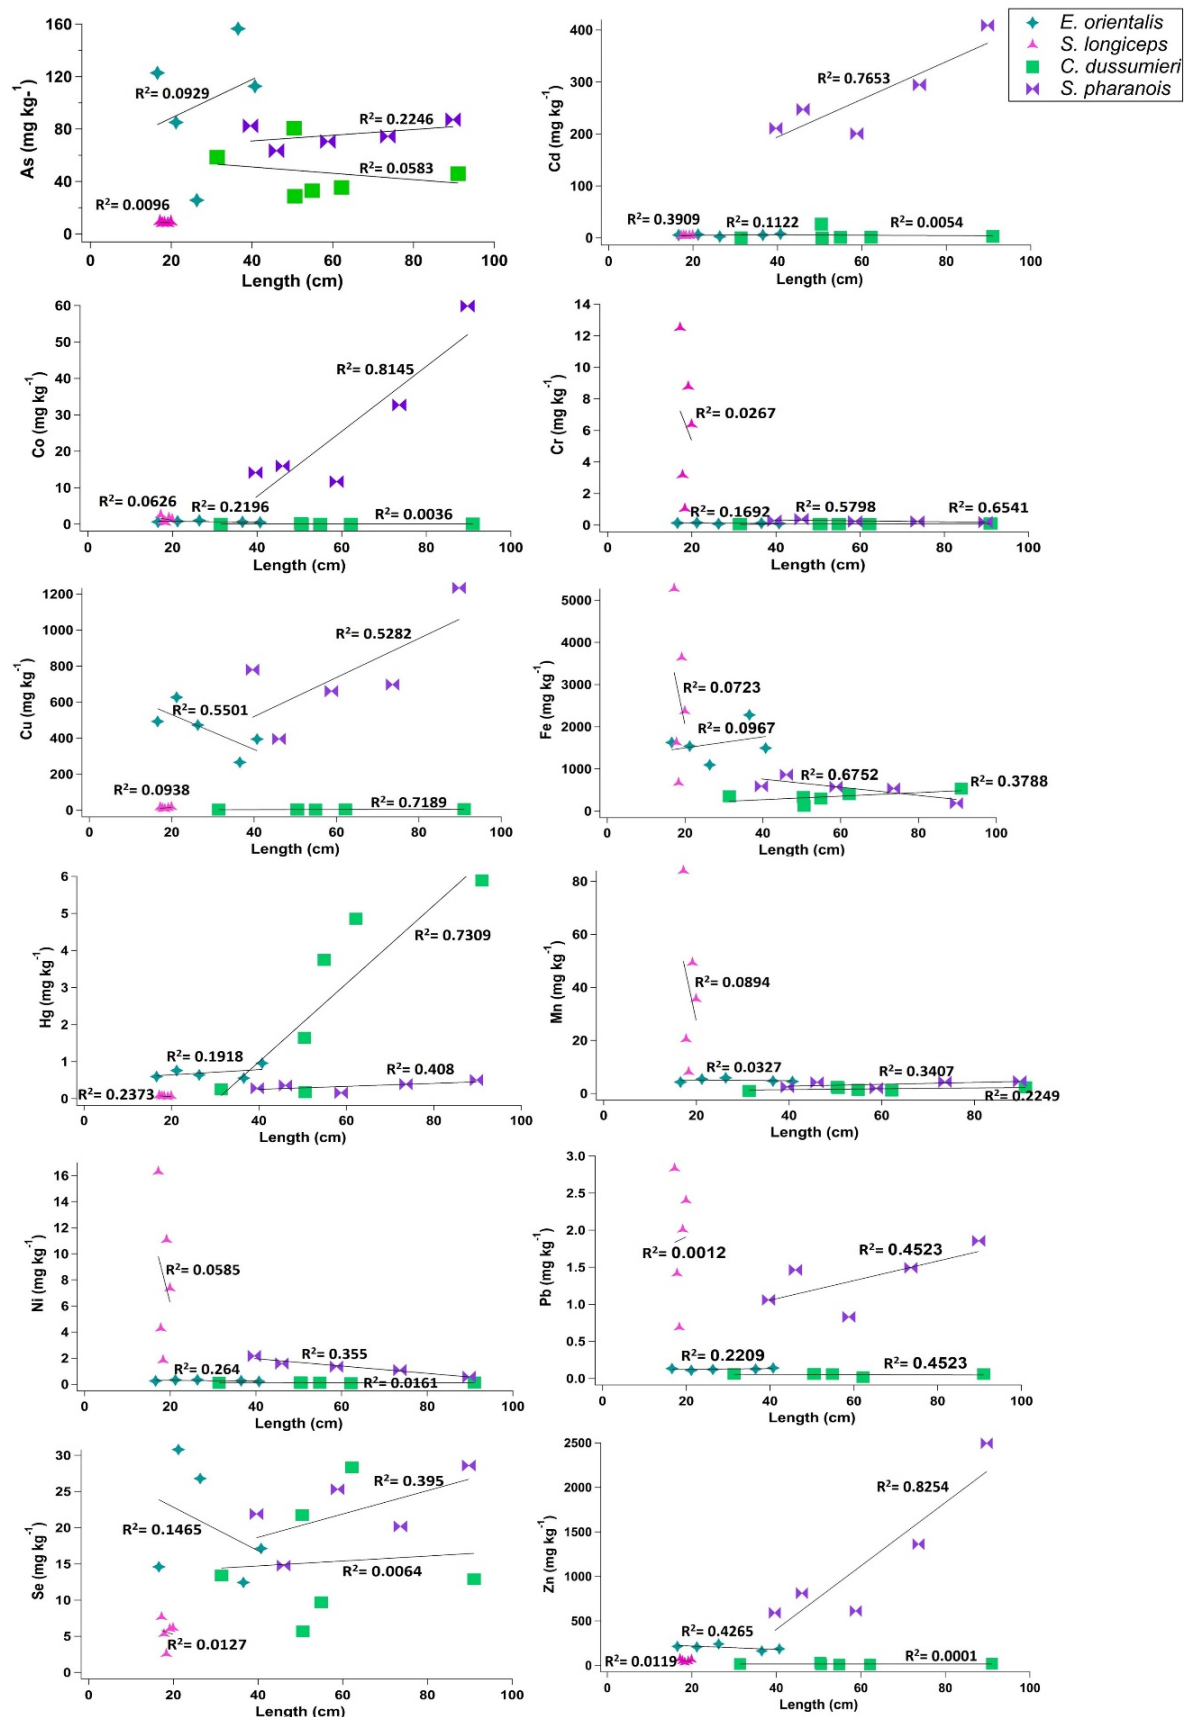 E. orientalis
S. longiceps
C. dussumieri
S. pharanois
160
120
80
40
0
As (mg kg-¹)
R²= 0.0929
R²= 0.2246
R²= 0.0583
R²= 0.0096
0 20 40 60 80 100
Length (cm)
400
300
200
100
0
Cd (mg kg⁻¹)
R²= 0.7653
R²= 0.3909
R²= 0.1122
R²= 0.0054
0 20 40 60 80 100
Length (cm)
60
50
40
30
20
10
0
Co (mg kg⁻¹)
R²= 0.8145
R²= 0.0626
R²= 0.2196
R²= 0.0036
0 20 40 60 80 100
Length (cm)
14
12
10
8
6
4
2
0
Cr (mg kg⁻¹)
R²= 0.0267
R²= 0.1692
R²= 0.5798
R²= 0.6541
0 20 40 60 80 100
Length (cm)
1200
1000
800
600
400
200
0
Cu (mg kg⁻¹)
R²= 0.5282
R²= 0.5501
R²= 0.0938
R²= 0.7189
0 20 40 60 80 100
Length (cm)
5000
4000
3000
2000
1000
0
Fe (mg kg⁻¹)
R²= 0.0723
R²= 0.0967
R²= 0.6752
R²= 0.3788
0 20 40 60 80 100
Length (cm)
6
5
4
3
2
1
0
Hg (mg kg⁻¹)
R²= 0.7309
R²= 0.1918
R²= 0.408
R²= 0.2373
0 20 40 60 80 100
Length (cm)
80
60
40
20
0
Mn (mg kg⁻¹)
R²= 0.0894
R²= 0.0327
R²= 0.3407
R²= 0.2249
0 20 40 60 80
Length (cm)
16
14
12
10
8
6
4
2
0
Ni (mg kg⁻¹)
R²= 0.0585
R²= 0.355
R²= 0.264
R²= 0.0161
0 20 40 60 80 100
Length (cm)
3.0
2.5
2.0
1.5
1.0
0.5
0.0
Pb (mg kg⁻¹)
R²= 0.0012
R²= 0.4523
R²= 0.2209
R²= 0.4523
0 20 40 60 80 100
Length (cm)
30
25
20
15
10
5
0
Se (mg kg⁻¹)
R²= 0.395
R²= 0.1465
R²= 0.0064
R²= 0.0127
0 20 40 60 80 100
Length (cm)
2500
2000
1500
1000
500
0
Zn (mg kg⁻¹)
R²= 0.8254
R²= 0.4265
R²= 0.0119
R²= 0.0001
0 20 40 60 80 100
Length (cm)